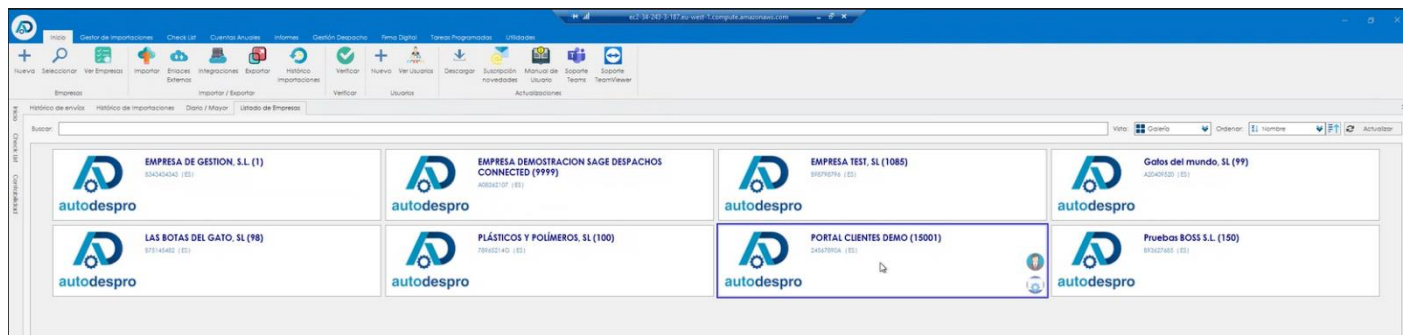 ec2-34-243-3-187.eu-west-1.compute.amazonaws.com
Inicio Gestor de Importaciones Check List Cuentas Anuales Informes Gestión Despacho Firma Digital Tareas Programadas Utilidades
Nueva Seleccionar Ver Empresas Importar Enlaces Externos Integraciones Exportar Histórico Importaciones Verificar Nuevo Ver Usuarios Descargar Suscripción novedades Manual de Usuario Soporte Teams Soporte TeamViewer
Empresas Importar / Exportar Verificar Usuarios Actualizaciones
Histórico de envíos Histórico de Importaciones Diario / Mayor Listado de Empresas
Inicio
Check List
Contabilidad
Buscar: Vista: Galería Ordenar: Nombre Actualizar
EMPRESA DE GESTION, S.L. (1)
autodespro
EMPRESA DEMOSTRACION SAGE DESPACHOS
CONNECTED (9999)
autodespro
EMPRESA TEST, SL (1085)
autodespro
Gatos del mundo, SL (99)
autodespro
LAS BOTAS DEL GATO, SL (98)
autodespro
PLÁSTICOS Y POLÍMEROS, SL (100)
autodespro
PORTAL CLIENTES DEMO (15001)
autodespro
Pruebas BOSS S.L. (150)
autodespro